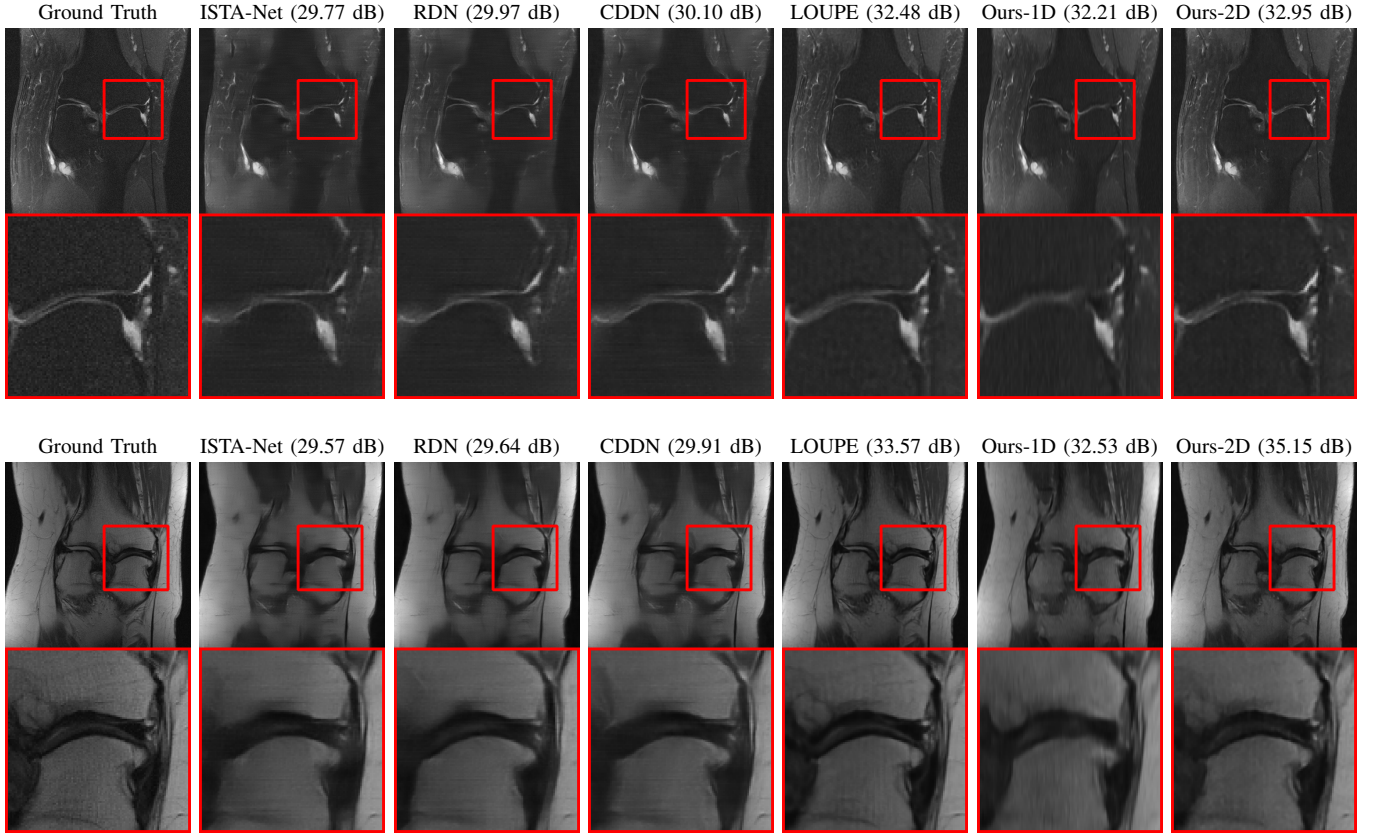 Ground Truth ISTA-Net (29.77 dB) RDN (29.97 dB) CDDN (30.10 dB) LOUPE (32.48 dB) Ours-1D (32.21 dB) Ours-2D (32.95 dB)
Ground Truth ISTA-Net (29.57 dB) RDN (29.64 dB) CDDN (29.91 dB) LOUPE (33.57 dB) Ours-1D (32.53 dB) Ours-2D (35.15 dB)